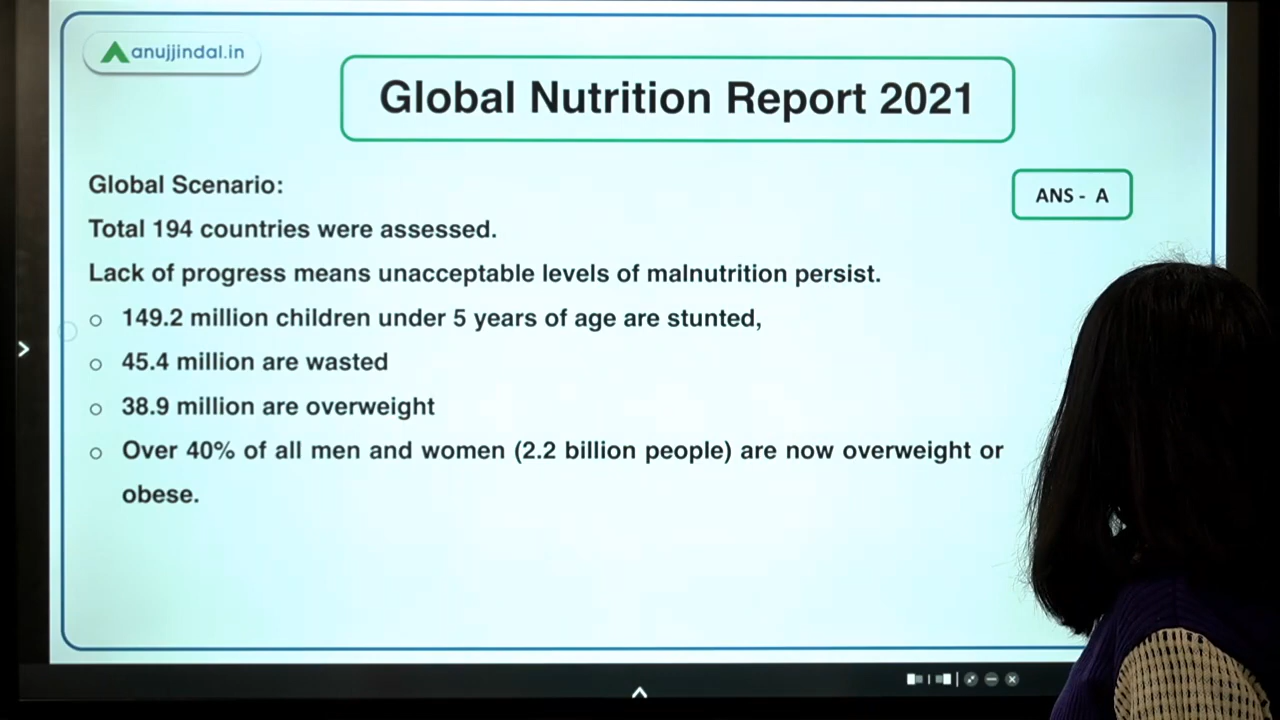 anujjindal.in
Global Nutrition Report 2021
Global Scenario:
ANS - A
Total 194 countries were assessed.
Lack of progress means unacceptable levels of malnutrition persist.
149.2 million children under 5 years of age are stunted,
45.4 million are wasted
38.9 million are overweight
Over 40% of all men and women (2.2 billion people) are now overweight or
obese.